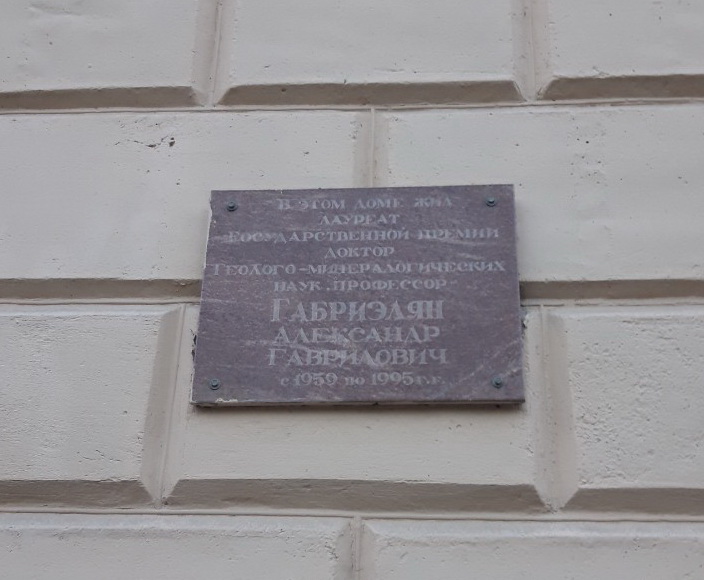 В ЭТОМ ДОМЕ ЖИЛ
ЛАУРЕАТ
ГОСУДАРСТВЕННОЙ ПРЕМИИ
ДОКТОР
ГЕОЛОГО-МИНЕРАЛОГИЧЕСКИХ
НАУК, ПРОФЕССОР
ГАБРИЭЛЯН
АЛЕКСАНДР
ГАВРИЛОВИЧ
с 1959 по 1995 г.г.